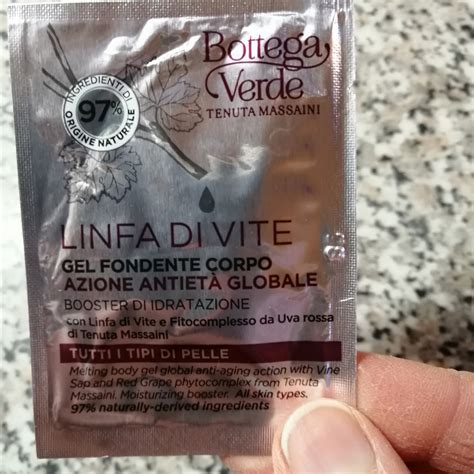 Bottega
Verde
TENUTA MASSAINI
INGREDIENTI DI
97%
ORIGINE NATURALE
LINFA DI VITE
GEL FONDENTE CORPO
AZIONE ANTIETÀ GLOBALE
BOOSTER DI IDRATAZIONE
con Linfa di Vite e Fitocomplesso da Uva rossa
di Tenuta Massaini
TUTTI I TIPI DI PELLE
Melting body gel global anti-aging action with Vine
Sap and Red Grape phytocomplex from Tenuta
Massaini. Moisturizing booster. All skin types.
97% naturally-derived ingredients